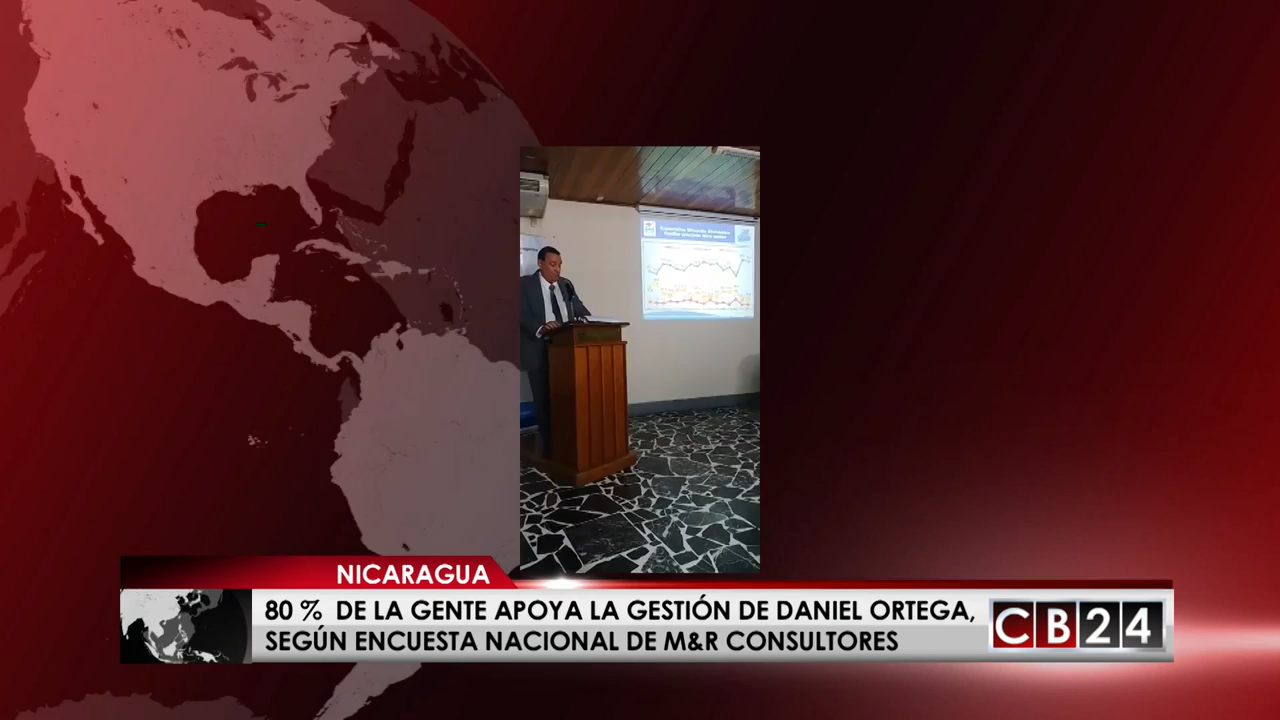 NICARAGUA
80 % DE LA GENTE APOYA LA GESTIÓN DE DANIEL ORTEGA,
SEGÚN ENCUESTA NACIONAL DE M&R CONSULTORES
CB24